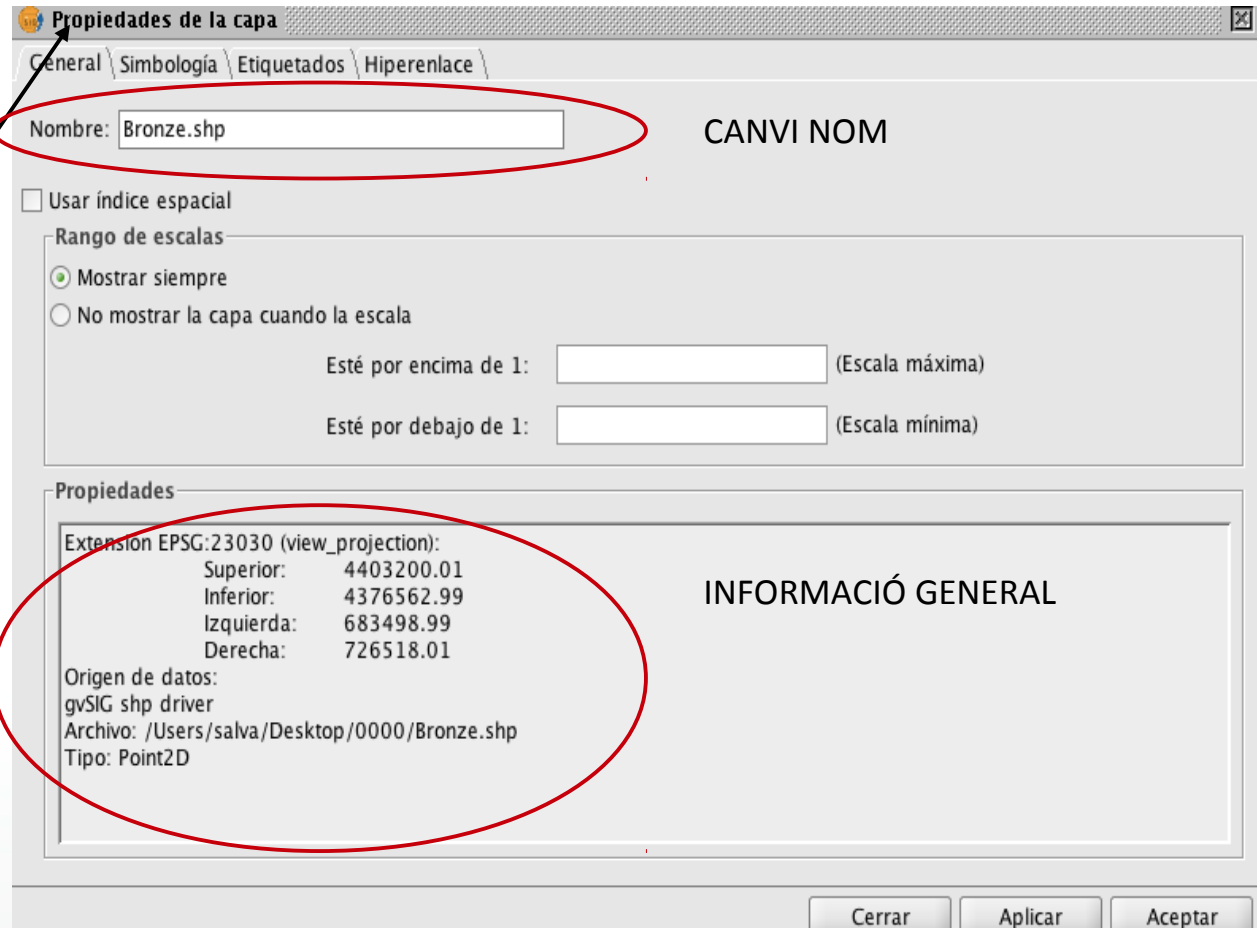 Propiedades de la capa
General Simbología Etiquetados Hiperenlace
Nombre: Bronze.shp
CANVI NOM
Usar índice espacial
Rango de escalas
Mostrar siempre
No mostrar la capa cuando la escala
Esté por encima de 1: (Escala máxima)
Esté por debajo de 1: (Escala mínima)
Propiedades
Extensión EPSG:23030 (view_projection):
Superior: 4403200.01
Inferior: 4376562.99
Izquierda: 683498.99
Derecha: 726518.01
INFORMACIÓ GENERAL
Origen de datos:
gvSIG shp driver
Archivo: /Users/salva/Desktop/0000/Bronze.shp
Tipo: Point2D
Cerrar Aplicar Aceptar